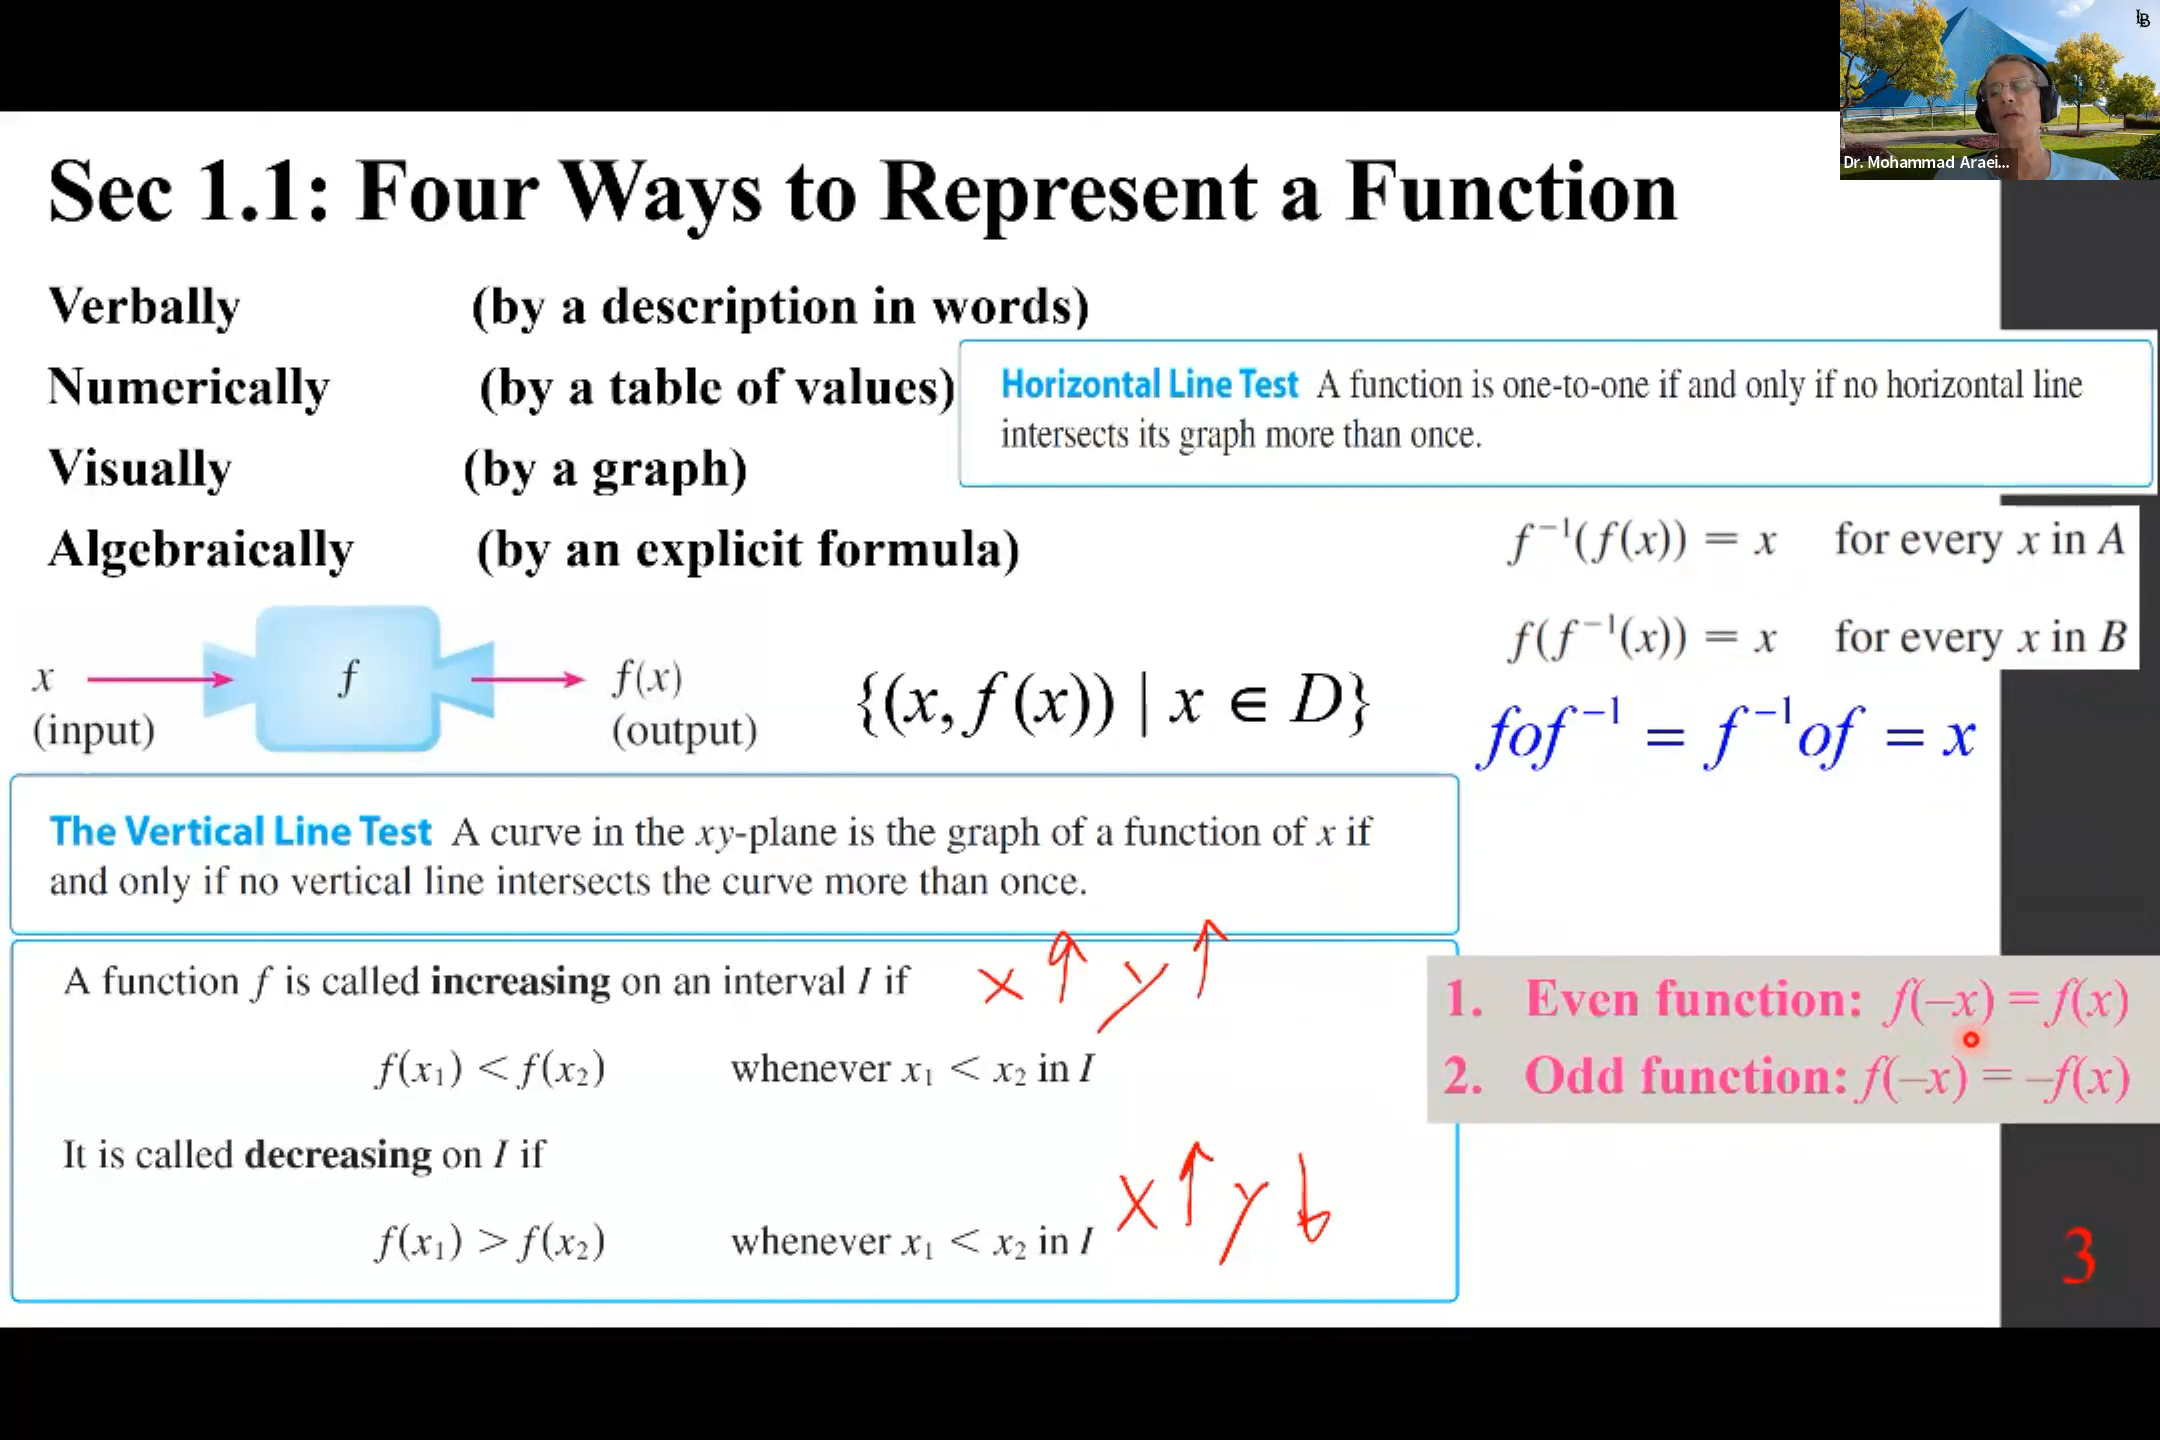 LB
Dr. Mohammad Araei...
Sec 1.1: Four Ways to Represent a Function
Verbally (by a description in words)
Numerically (by a table of values)
Visually (by a graph)
Algebraically (by an explicit formula)
Horizontal Line Test A function is one-to-one if and only if no horizontal line
intersects its graph more than once.
f⁻¹(f(x)) = x for every x in A
f(f⁻¹(x)) = x for every x in B
fof⁻¹ = f⁻¹of = x
x f f(x)
(input) (output)
{(x, f(x)) | x ∈ D}
The Vertical Line Test A curve in the xy-plane is the graph of a function of x if
and only if no vertical line intersects the curve more than once.
A function f is called increasing on an interval I if x ↑ y ↑
f(x₁) < f(x₂) whenever x₁ < x₂ in I
It is called decreasing on I if
x ↑ y ↓
f(x₁) > f(x₂) whenever x₁ < x₂ in I
1. Even function: f(–x) = f(x)
2. Odd function: f(–x) = –f(x)
3